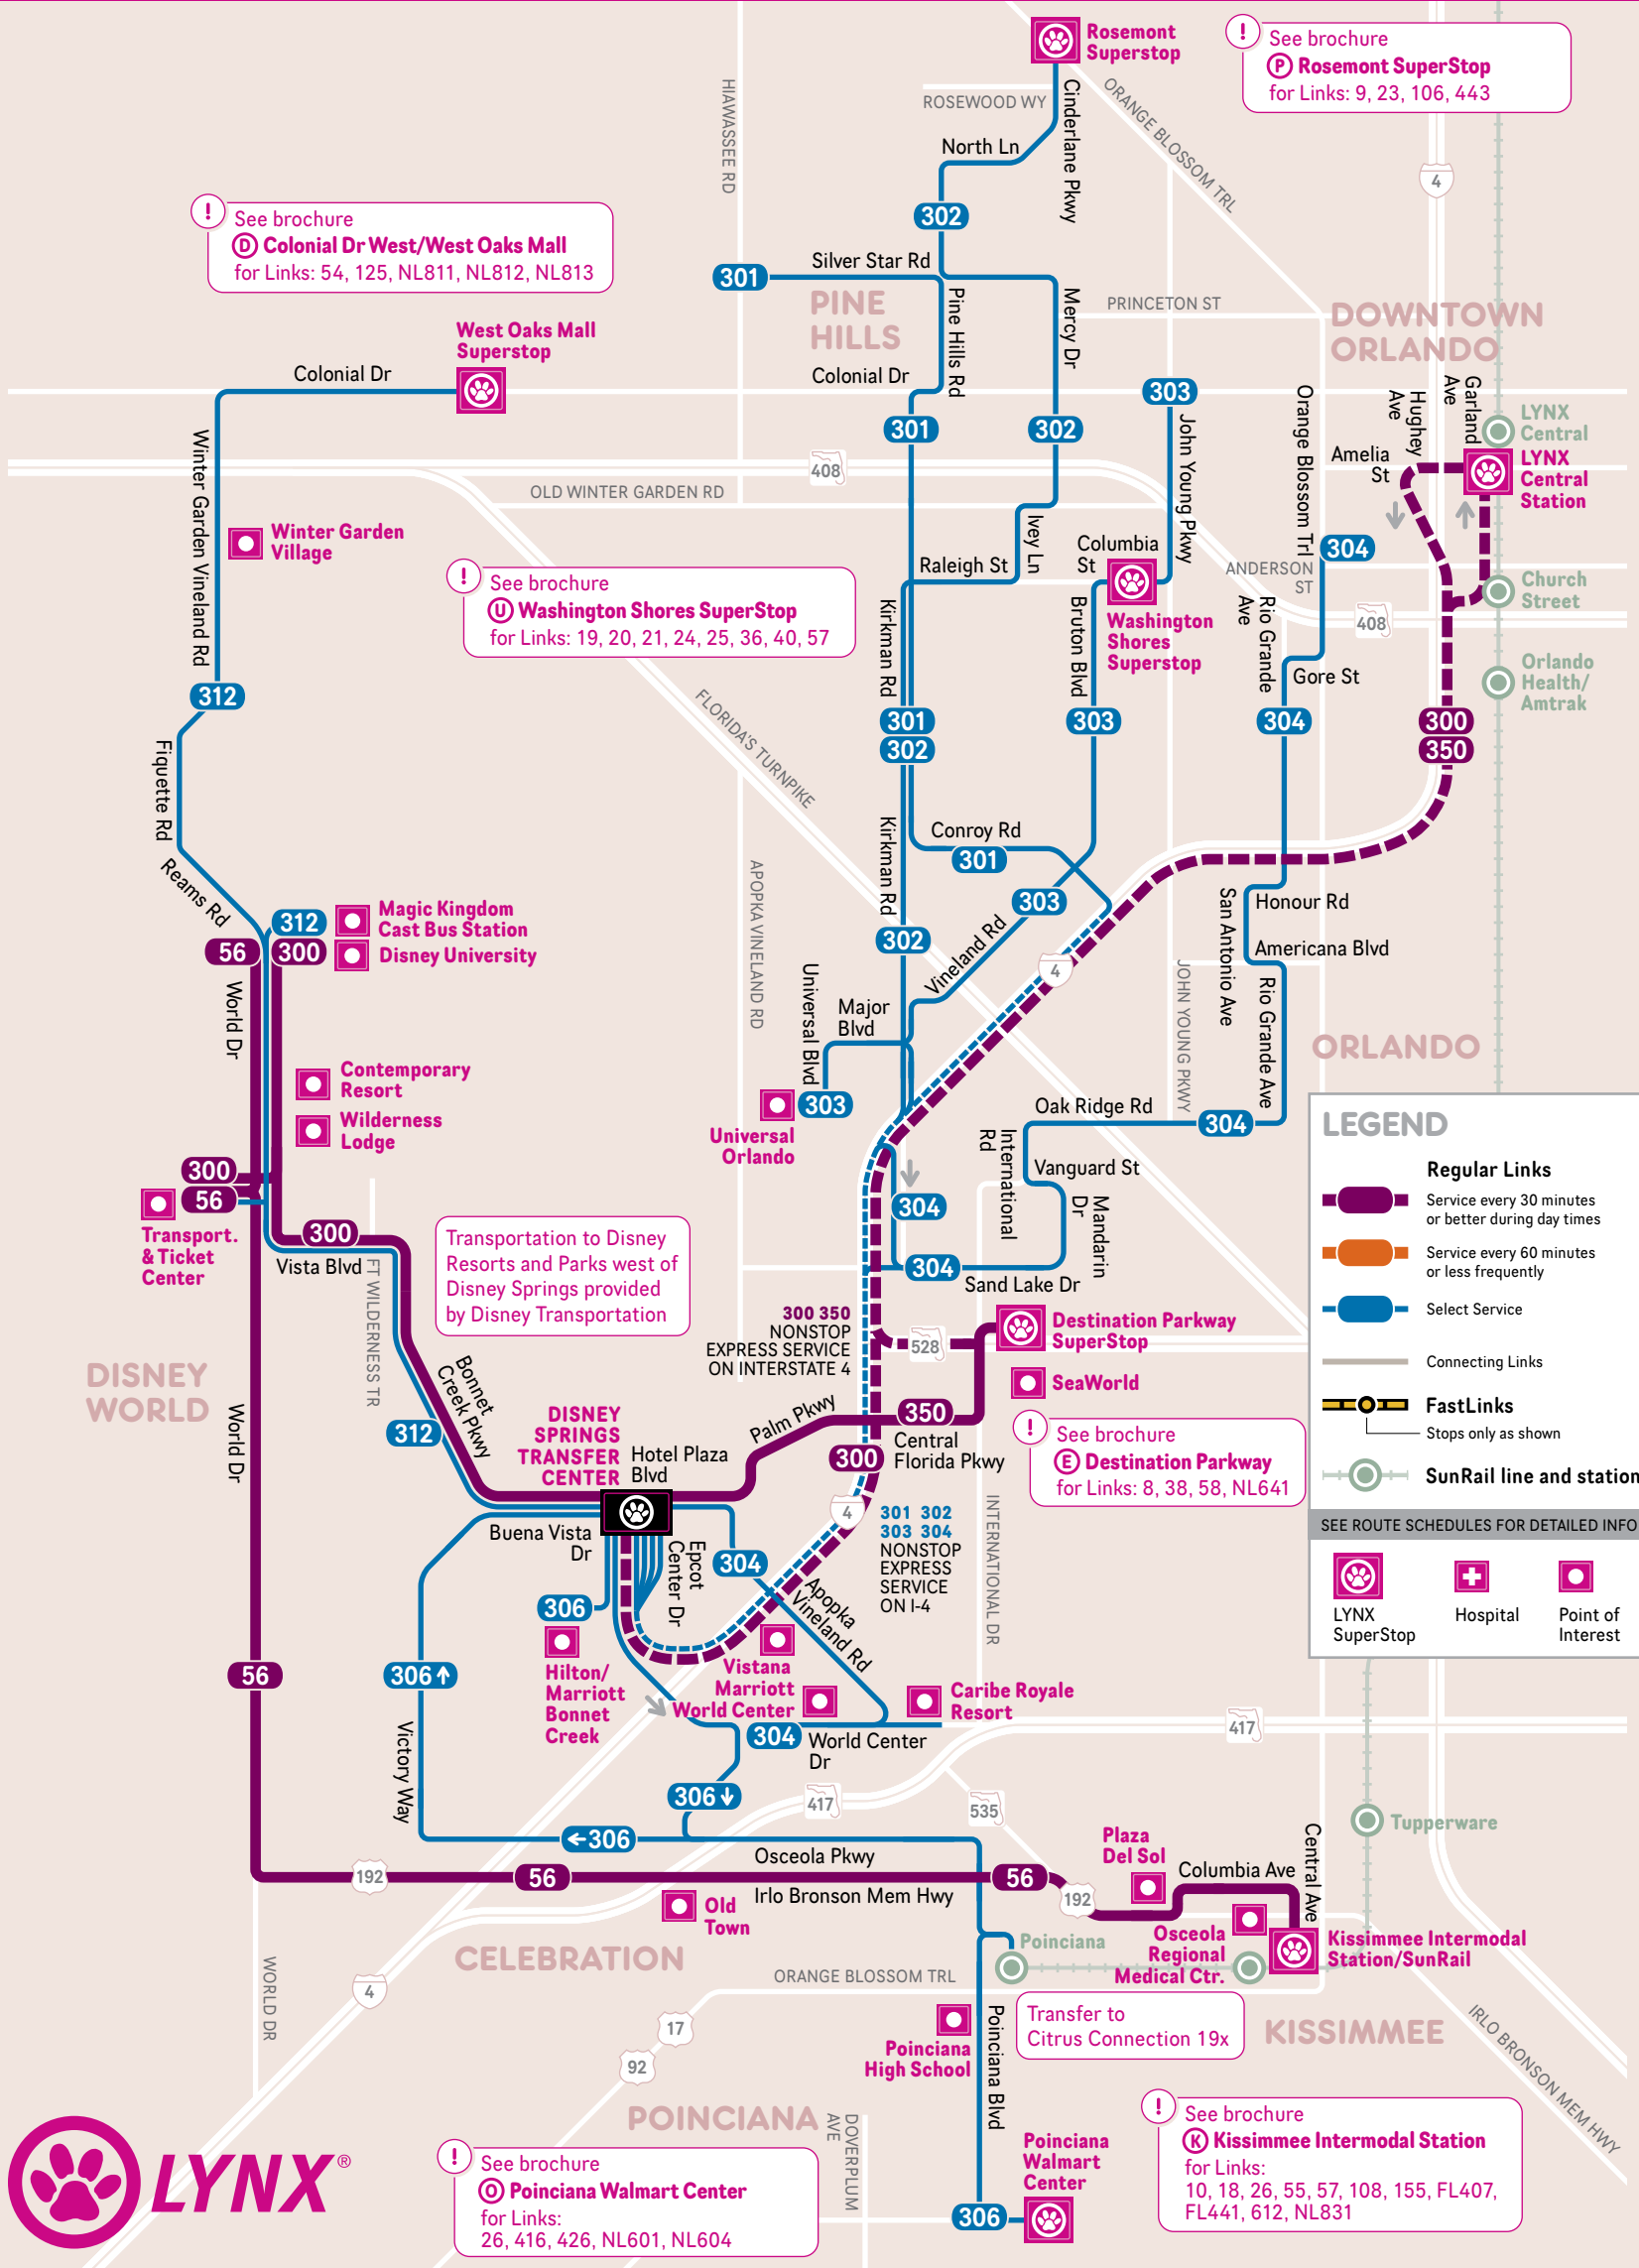 Rosemont
Superstop
!
See brochure
P Rosemont SuperStop
for Links: 9, 23, 106, 443
HIAWASSEE RD
ROSEWOOD WY
Cinderlane Pkwy
ORANGE BLOSSOM TRL
North Ln
4
302
!
See brochure
D Colonial Dr West/West Oaks Mall
for Links: 54, 125, NL811, NL812, NL813
301
Silver Star Rd
PINE
HILLS
Pine Hills Rd
Mercy Dr
PRINCETON ST
DOWNTOWN
ORLANDO
West Oaks Mall
Superstop
Colonial Dr
Colonial Dr
303
Orange Blossom Trl
Hughey
Ave
Garland
Ave
LYNX
Central
301
302
John Young Pkwy
Winter Garden Vineland Rd
408
Amelia
St
LYNX
Central
Station
OLD WINTER GARDEN RD
Ivey Ln
Winter Garden
Village
Columbia
St
304
Raleigh St
ANDERSON
ST
Church
Street
!
See brochure
U Washington Shores SuperStop
for Links: 19, 20, 21, 24, 25, 36, 40, 57
Kirkman Rd
Bruton Blvd
Washington
Shores
Superstop
Rio Grande
Ave
408
Gore St
Orlando
Health/
Amtrak
312
FLORIDA'S TURNPIKE
301
302
303
304
300
350
Fiquette Rd
Kirkman Rd
Conroy Rd
301
Reams Rd
APOPKA VINELAND RD
303
San Antonio Ave
Honour Rd
312
Magic Kingdom
Cast Bus Station
56
300
Disney University
302
Vineland Rd
Americana Blvd
4
World Dr
Universal Blvd
Major
Blvd
JOHN YOUNG PKWY
Rio Grande Ave
ORLANDO
Contemporary
Resort
Wilderness
Lodge
303
Universal
Orlando
Oak Ridge Rd
304
International
Rd
Vanguard St
Mandarin
Dr
300
56
Transport.
& Ticket
Center
300
Vista Blvd
FT WILDERNESS TR
Transportation to Disney
Resorts and Parks west of
Disney Springs provided
by Disney Transportation
304
304
Sand Lake Dr
LEGEND
Regular Links
Service every 30 minutes
or better during day times
Service every 60 minutes
or less frequently
Select Service
Connecting Links
FastLinks
Stops only as shown
SunRail line and station
SEE ROUTE SCHEDULES FOR DETAILED INFO
LYNX
SuperStop
Hospital
Point of
Interest
300 350
NONSTOP
EXPRESS SERVICE
ON INTERSTATE 4
528
Destination Parkway
SuperStop
SeaWorld
DISNEY
WORLD
World Dr
Bonnet
Creek Pkwy
312
DISNEY
SPRINGS
TRANSFER
CENTER
Hotel Plaza
Blvd
Palm Pkwy
350
Central
Florida Pkwy
300
!
See brochure
E Destination Parkway
for Links: 8, 38, 58, NL641
4
Buena Vista
Dr
Epcot
Center Dr
304
301 302
303 304
NONSTOP
EXPRESS
SERVICE
ON I-4
INTERNATIONAL DR
306
Apopka
Vineland Rd
Hilton/
Marriott
Bonnet
Creek
Vistana
Marriott
World Center
Caribe Royale
Resort
56
306
304
World Center
Dr
417
Victory Way
306
417
535
306
Osceola Pkwy
Tupperware
Plaza
Del Sol
Columbia Ave
Central Ave
192
56
56
Irlo Bronson Mem Hwy
192
Old
Town
CELEBRATION
Poinciana
Osceola
Regional
Medical Ctr.
Kissimmee Intermodal
Station/SunRail
WORLD DR
4
ORANGE BLOSSOM TRL
17
92
Poinciana
High School
Poinciana Blvd
Transfer to
Citrus Connection 19x
KISSIMMEE
IRLO BRONSON MEM HWY
POINCIANA
DOVERPLUM
AVE
LYNX®
!
See brochure
O Poinciana Walmart Center
for Links:
26, 416, 426, NL601, NL604
Poinciana
Walmart
Center
306
!
See brochure
K Kissimmee Intermodal Station
for Links:
10, 18, 26, 55, 57, 108, 155, FL407,
FL441, 612, NL831